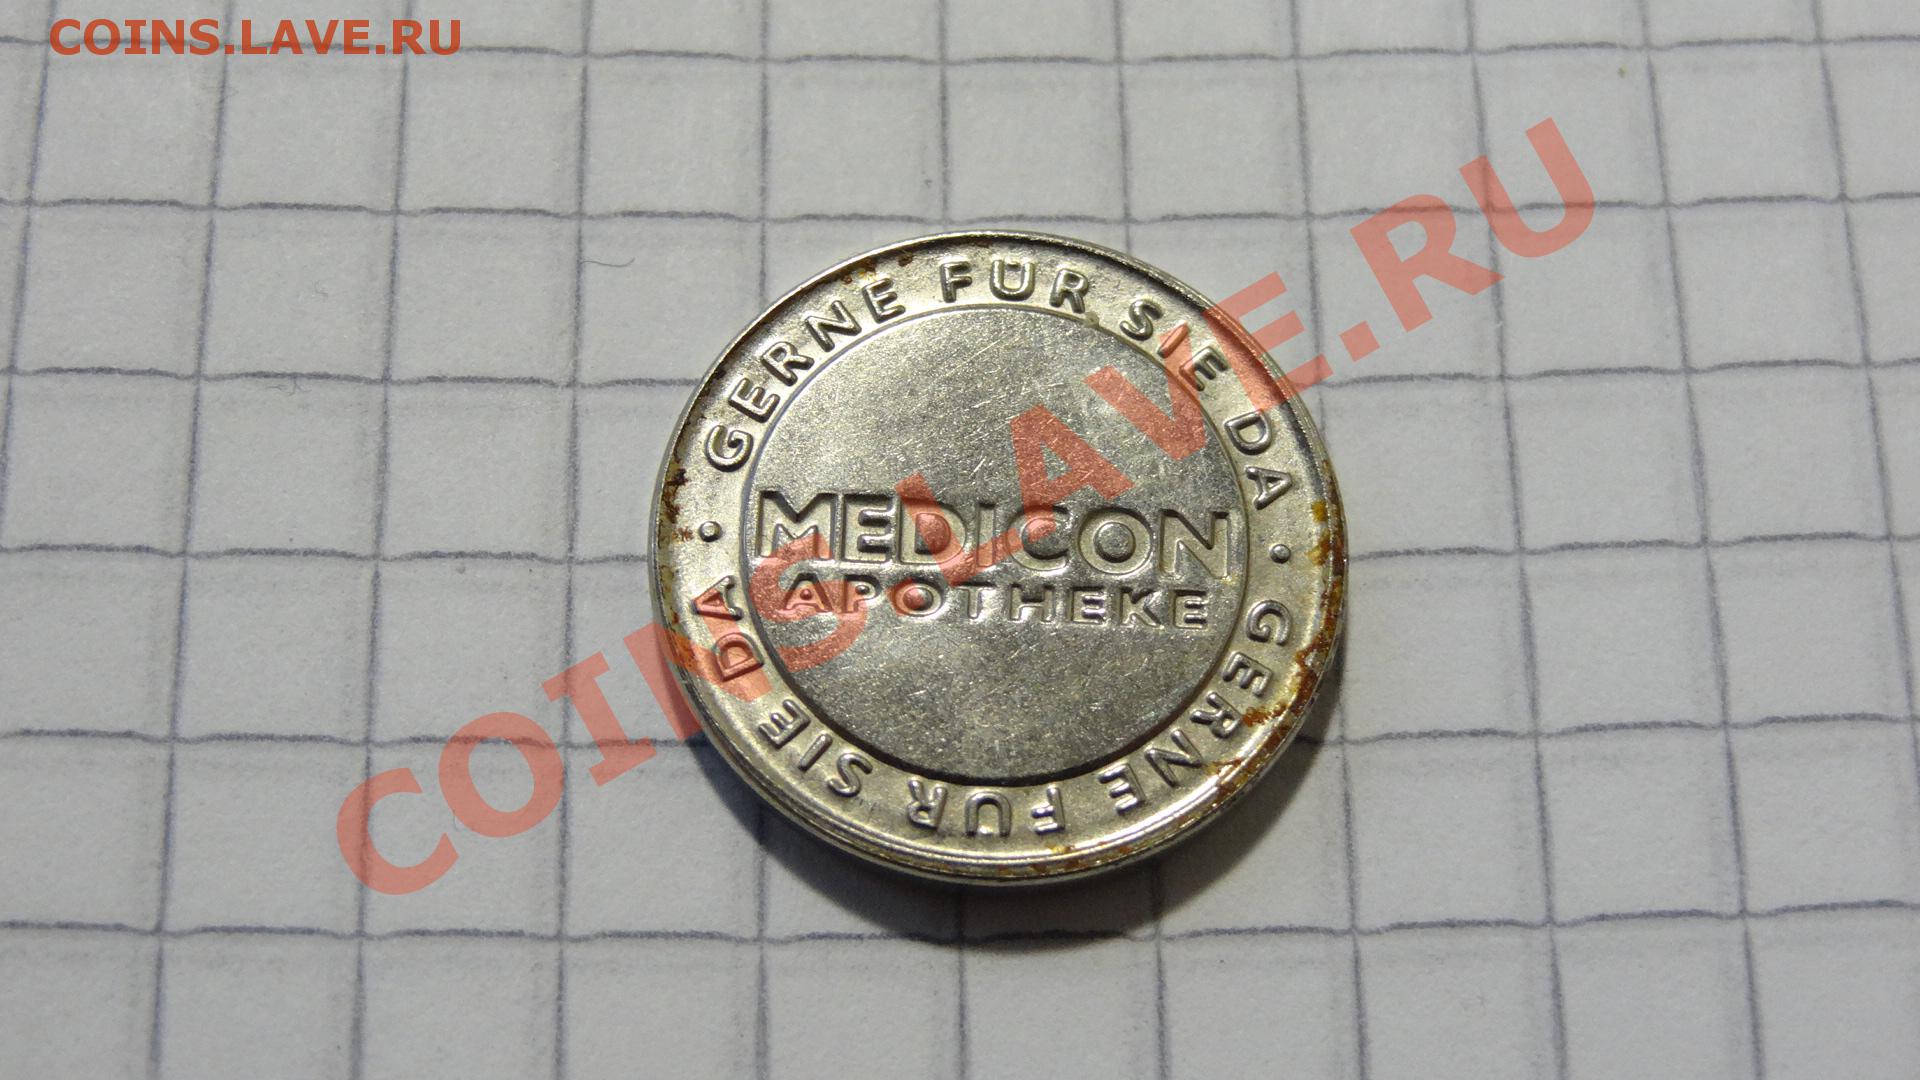 COINS.LAVE.RU
GERNE FÜR SIE DA · GERNE FÜR SIE DA ·
MEDICON
APOTHEKE
COINS.LAVE.RU